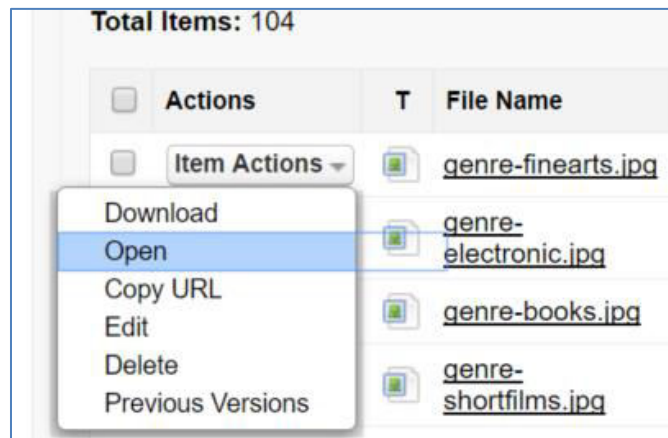 Total Items: 104
Actions T File Name
Item Actions genre-finearts.jpg
Download
Open
Copy URL
Edit
Delete
Previous Versions
genre-
electronic.jpg
genre-books.jpg
genre-
shortfilms.jpg